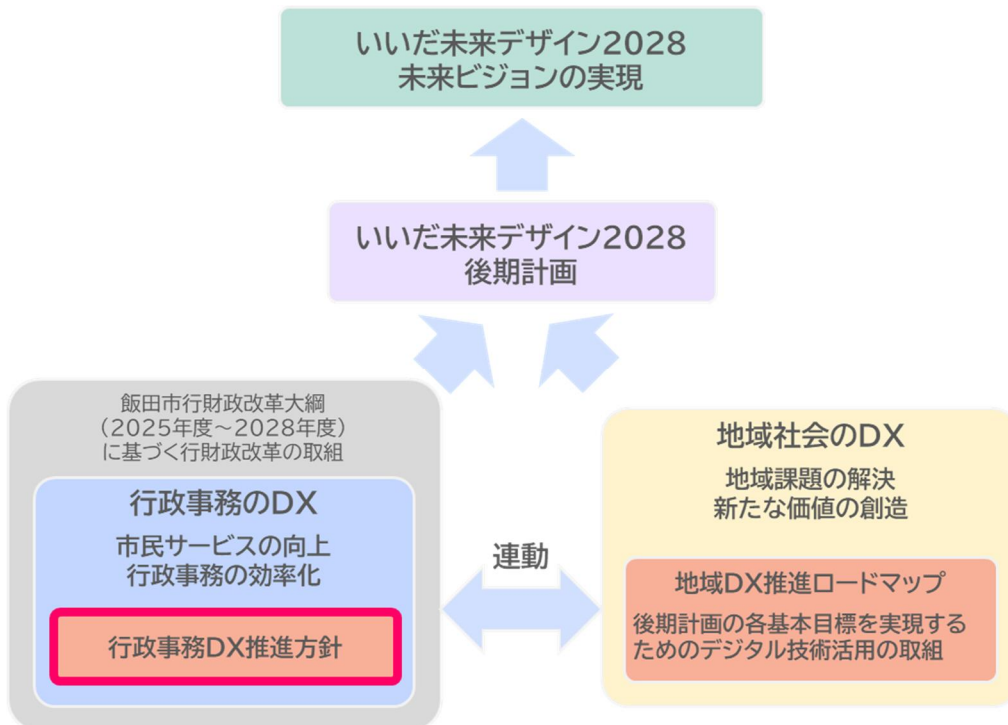 いいだ未来デザイン2028
未来ビジョンの実現
いいだ未来デザイン2028
後期計画
飯田市行財政改革大綱
（2025年度～2028年度）
に基づく行財政改革の取組
行政事務のDX
市民サービスの向上
行政事務の効率化
行政事務DX推進方針
連動
地域社会のDX
地域課題の解決
新たな価値の創造
地域DX推進ロードマップ
後期計画の各基本目標を実現する
ためのデジタル技術活用の取組